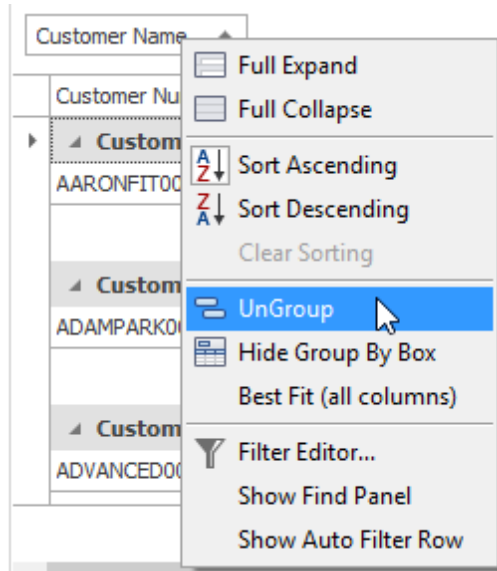 Customer Name
Full Expand
Customer Nu
Full Collapse
Custom
Sort Ascending
AARONFIT00
Sort Descending
Clear Sorting
Custom
UnGroup
ADAMPARK0
Hide Group By Box
Best Fit (all columns)
Custom
Filter Editor...
ADVANCED00
Show Find Panel
Show Auto Filter Row